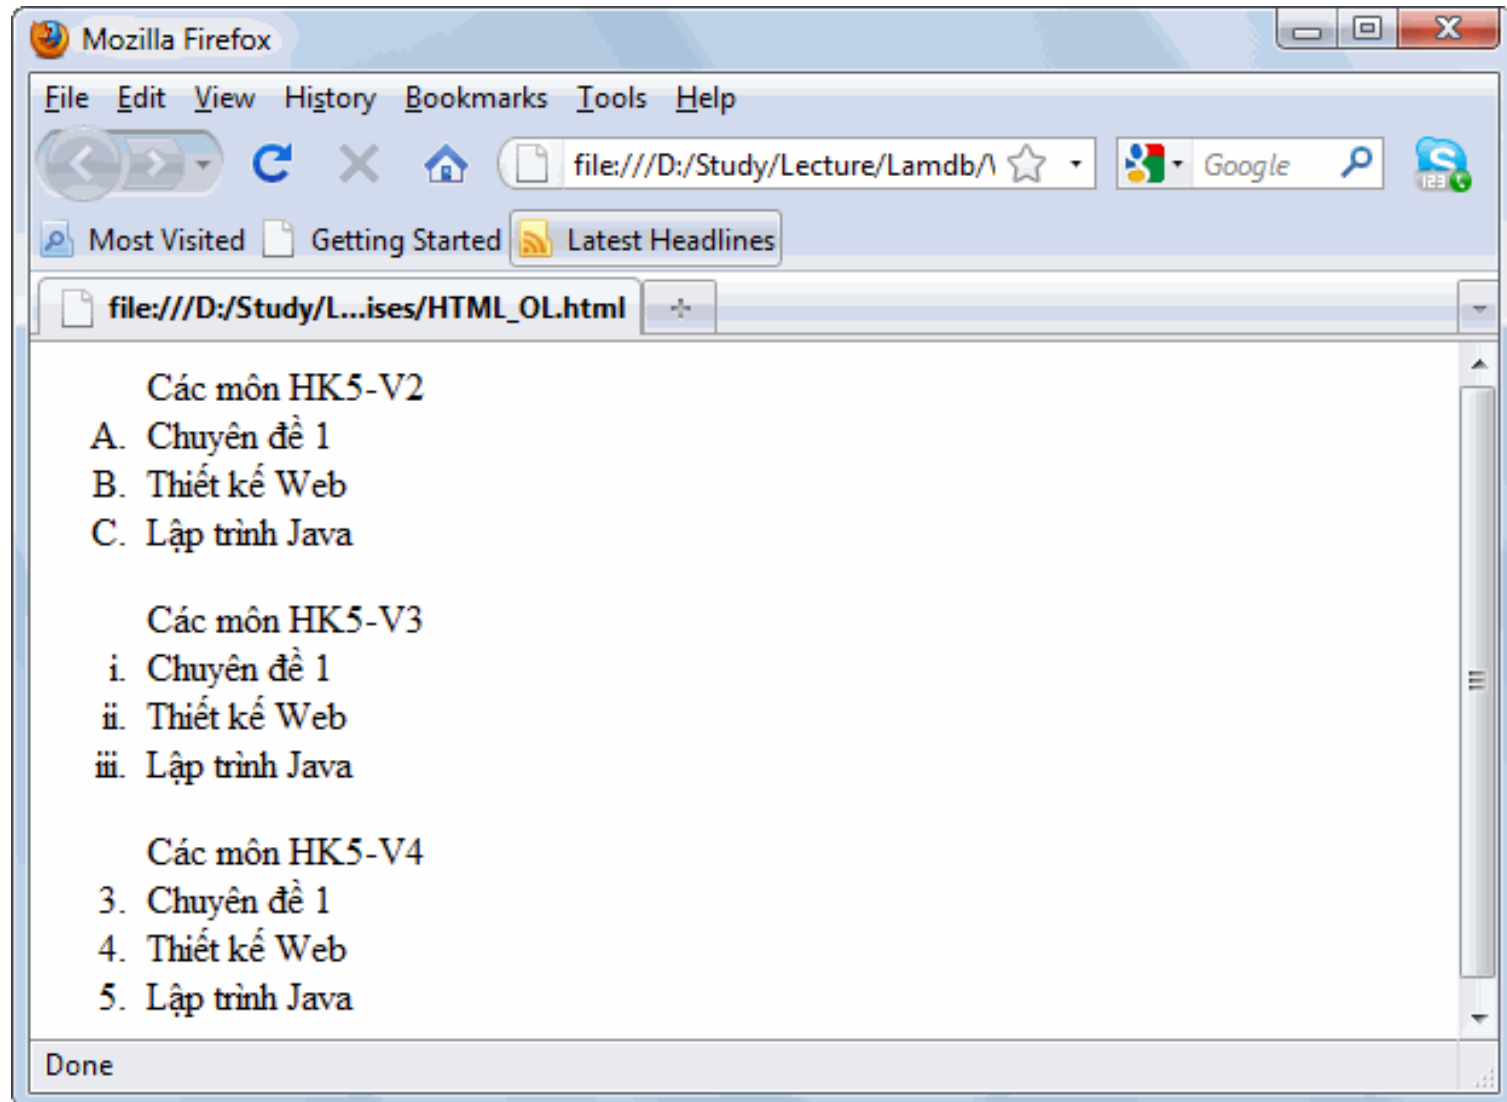 Mozilla Firefox
File Edit View History Bookmarks Tools Help
file:///D:/Study/Lecture/Lamdb/\ Google
Most Visited Getting Started Latest Headlines
file:///D:/Study/L...ises/HTML_OL.html
Các môn HK5-V2
A. Chuyên đề 1
B. Thiết kế Web
C. Lập trình Java
Các môn HK5-V3
i. Chuyên đề 1
ii. Thiết kế Web
iii. Lập trình Java
Các môn HK5-V4
3. Chuyên đề 1
4. Thiết kế Web
5. Lập trình Java
Done